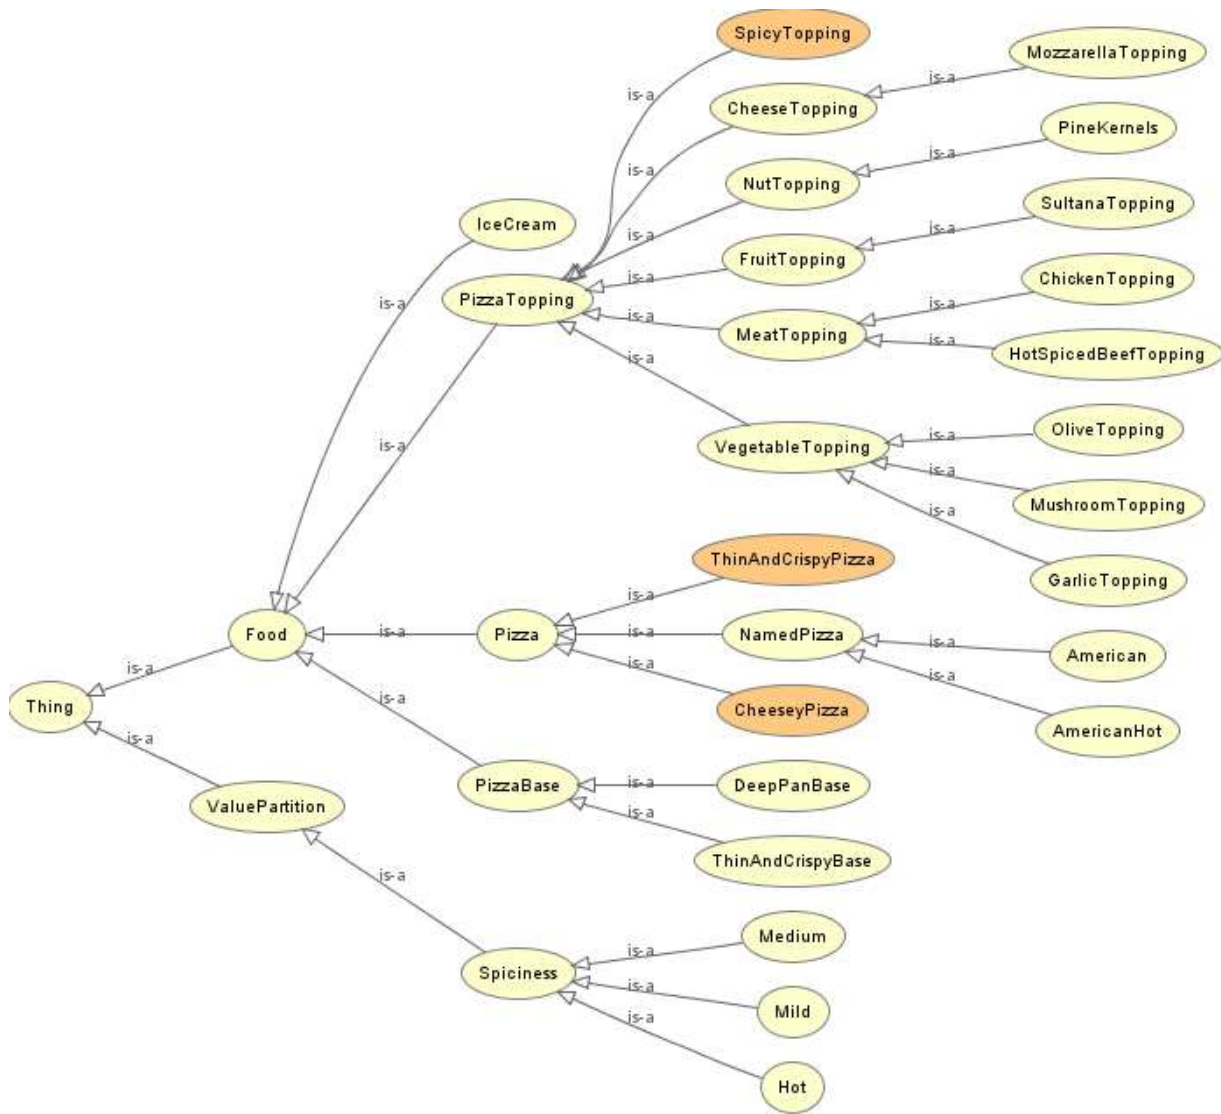 SpicyTopping
MozzarellaTopping
is-a
is-a
CheeseTopping
PineKernels
is-a
is-a
NutTopping
SultanaTopping
IceCream
is-a
is-a
FruitTopping
ChickenTopping
is-a
is-a
PizzaTopping
is-a
is-a
MeatTopping
is-a
HotSpicedBeefTopping
is-a
OliveTopping
is-a
is-a
VegetableTopping
is-a
MushroomTopping
is-a
ThinAndCrispyPizza
GarlicTopping
is-a
Food
is-a
Pizza
is-a
NamedPizza
is-a
American
is-a
is-a
is-a
Thing
is-a
CheeseyPizza
AmericanHot
is-a
PizzaBase
is-a
DeepPanBase
ValuePartition
is-a
ThinAndCrispyBase
is-a
Medium
is-a
Spiciness
is-a
Mild
is-a
Hot